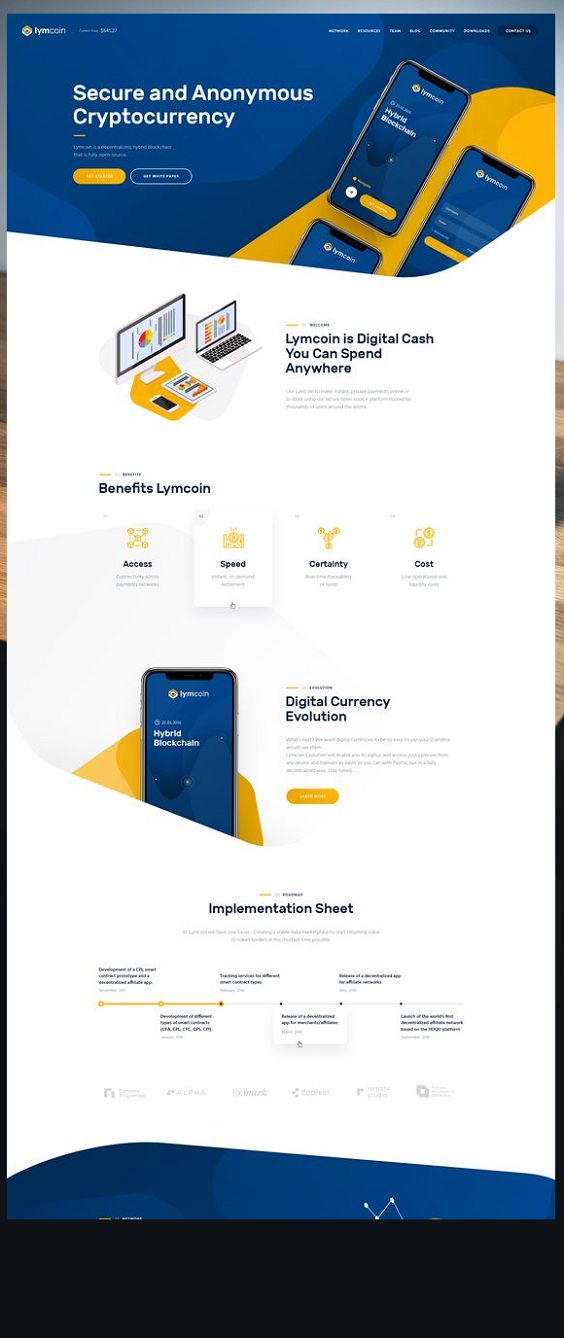 lymcoin
Current Price $541.27
NETWORK RESOURCES TEAM BLOG COMMUNITY DOWNLOADS CONTACT US
Secure and Anonymous
Cryptocurrency
Lymcoin is a decentralized, hybrid blockchain
that is fully open-source.
GET STARTED GET WHITE PAPER
lymcoin
21.01.2016
Hybrid
Blockchain
GET STARTED
lymcoin
lymcoin
01 WELCOME
Lymcoin is Digital Cash
You Can Spend
Anywhere
Use Lymcoin to make instant, private payments online or
in-store using our secure open-source platform hosted by
thousands of users around the world.
02 BENEFITS
Benefits Lymcoin
01 02 03 04
Access Speed Certainty Cost
Connectivity across
payments networks
Instant, on-demand
settlement
Real-time traceability
of funds
Low operational and
liquidity costs
lymcoin
21.01.2016
Hybrid
Blockchain
03 EVOLUTION
Digital Currency
Evolution
What's next? We want digital currencies to be so easy to use your Grandma
would use them.
Lymcoin Evolution will enable you to signup and access your Lymcoin from
any device and transact as easily as you can with PayPal, but in a fully
decentralized way. Stay tuned...
LEARN MORE
04 ROADMAP
Implementation Sheet
At Lymcoin we have one focus - Creating a viable data marketplace to start returning value
to token holders in the shortest time possible.
Development of a CPL smart
contract prototype and a
decentralized affiliate app.
November, 2017
Tracking services for different
smart contract types
February, 2018
Release of a decentralized app
for affiliate networks
May, 2018
Development of different
types of smart contracts
(CPA, CPL, CPC, CPS, CPI)
January, 2018
Release of a decentralized
app for merchants/affiliates
March, 2018
Launch of the world's first
decentralized affiliate network
based on the HOQU platform
September, 2018
ALPHA
Remark
copixel
remote
studio
05 NETWORK